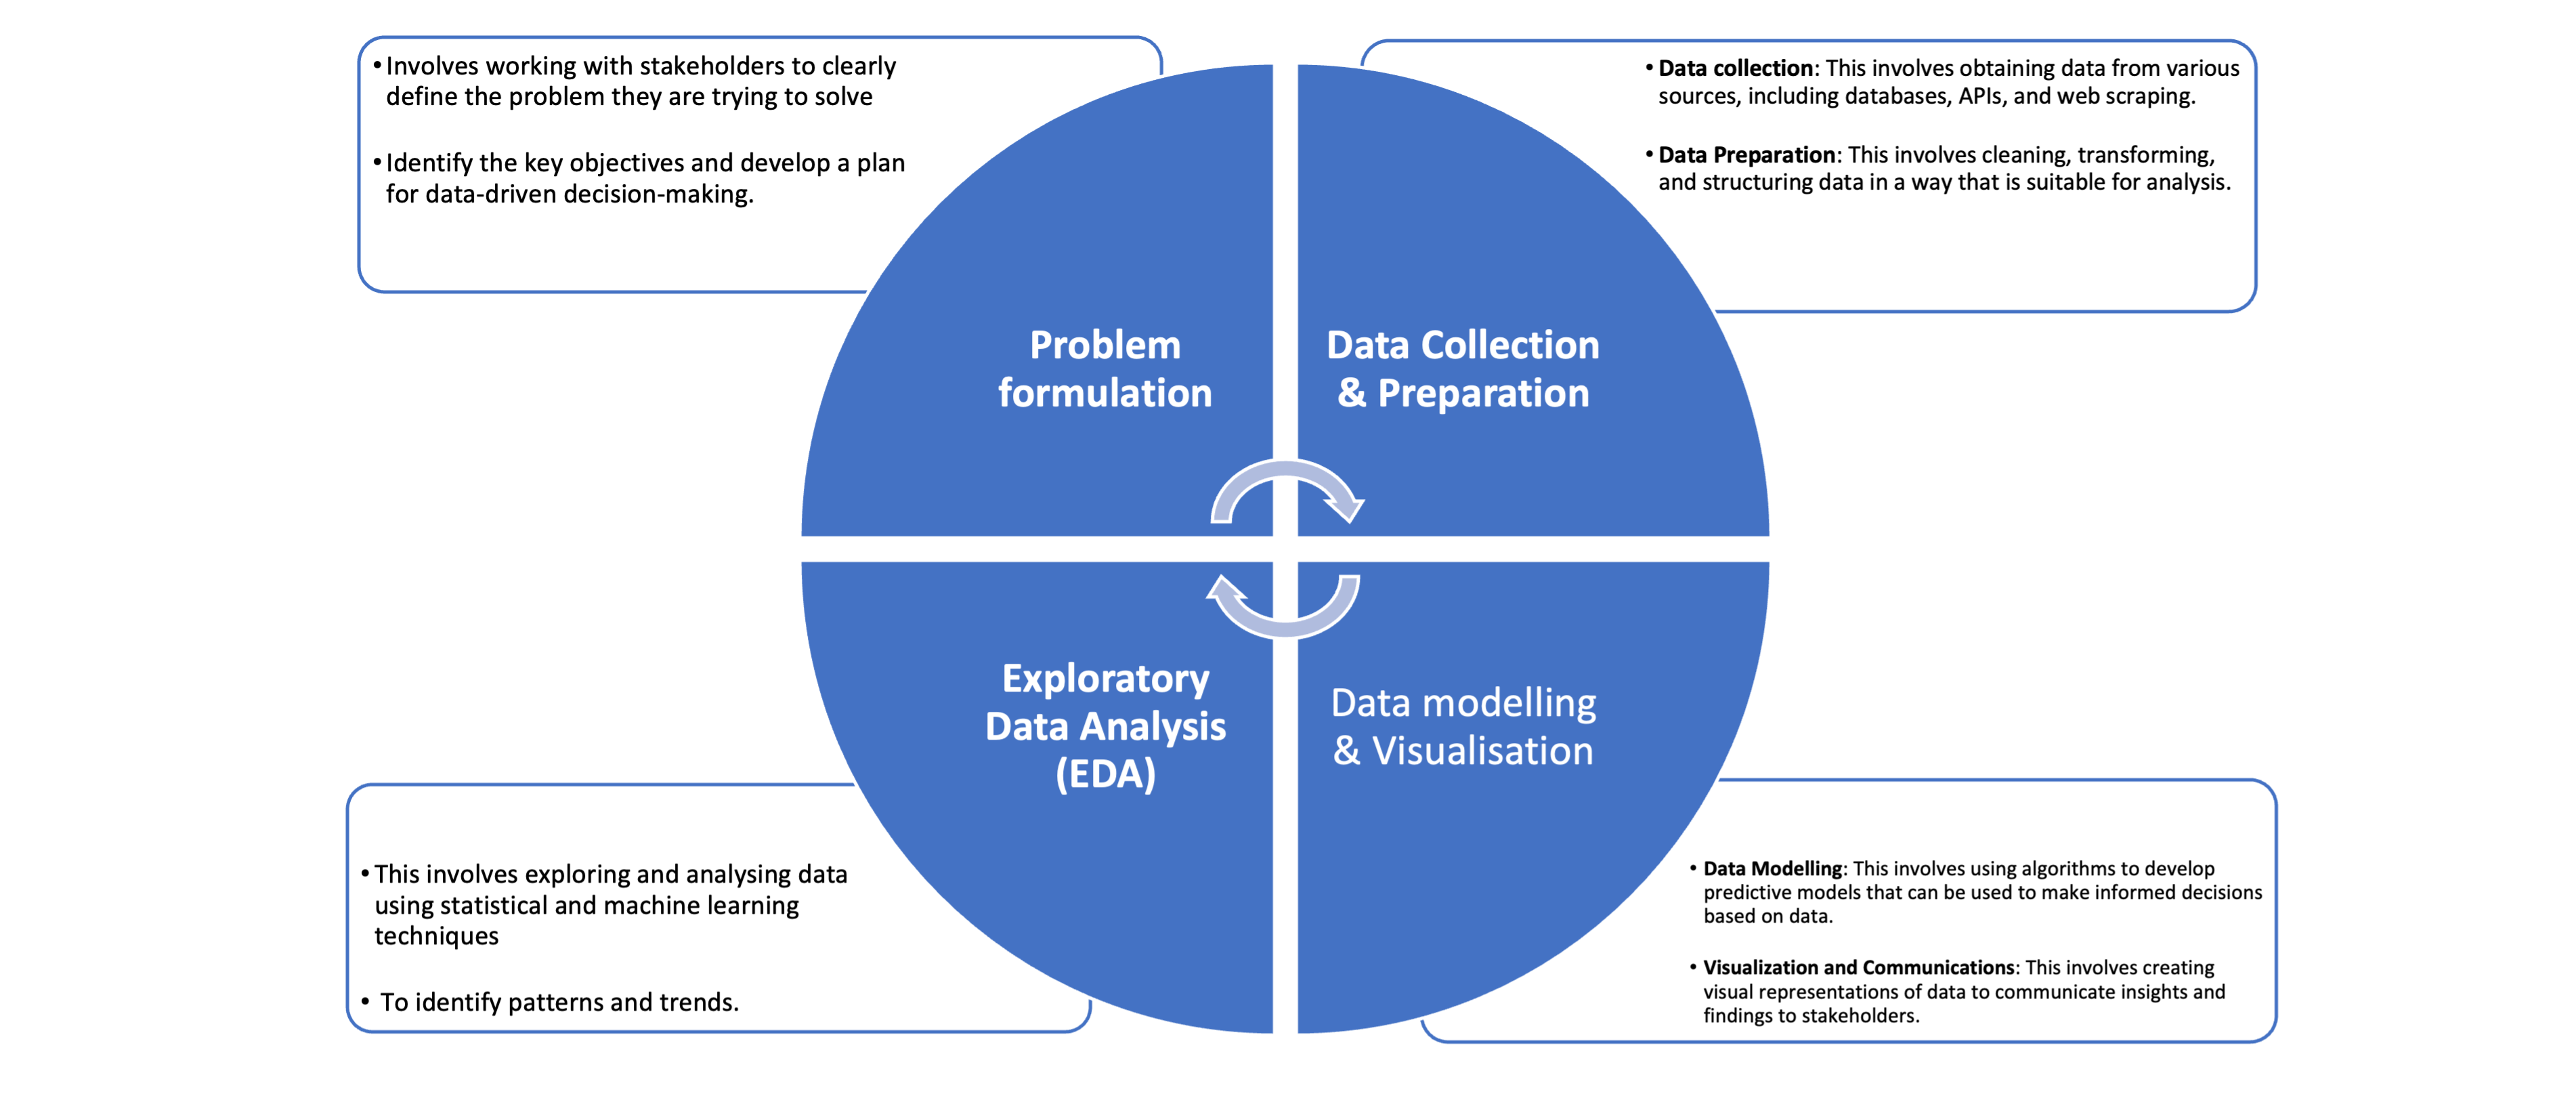 • Involves working with stakeholders to clearly
define the problem they are trying to solve
• Identify the key objectives and develop a plan
for data-driven decision-making.
• Data collection: This involves obtaining data from various
sources, including databases, APIs, and web scraping.
• Data Preparation: This involves cleaning, transforming,
and structuring data in a way that is suitable for analysis.
Problem
formulation
Data Collection
& Preparation
Exploratory
Data Analysis
(EDA)
Data modelling
& Visualisation
• This involves exploring and analysing data
using statistical and machine learning
techniques
• To identify patterns and trends.
• Data Modelling: This involves using algorithms to develop
predictive models that can be used to make informed decisions
based on data.
• Visualization and Communications: This involves creating
visual representations of data to communicate insights and
findings to stakeholders.